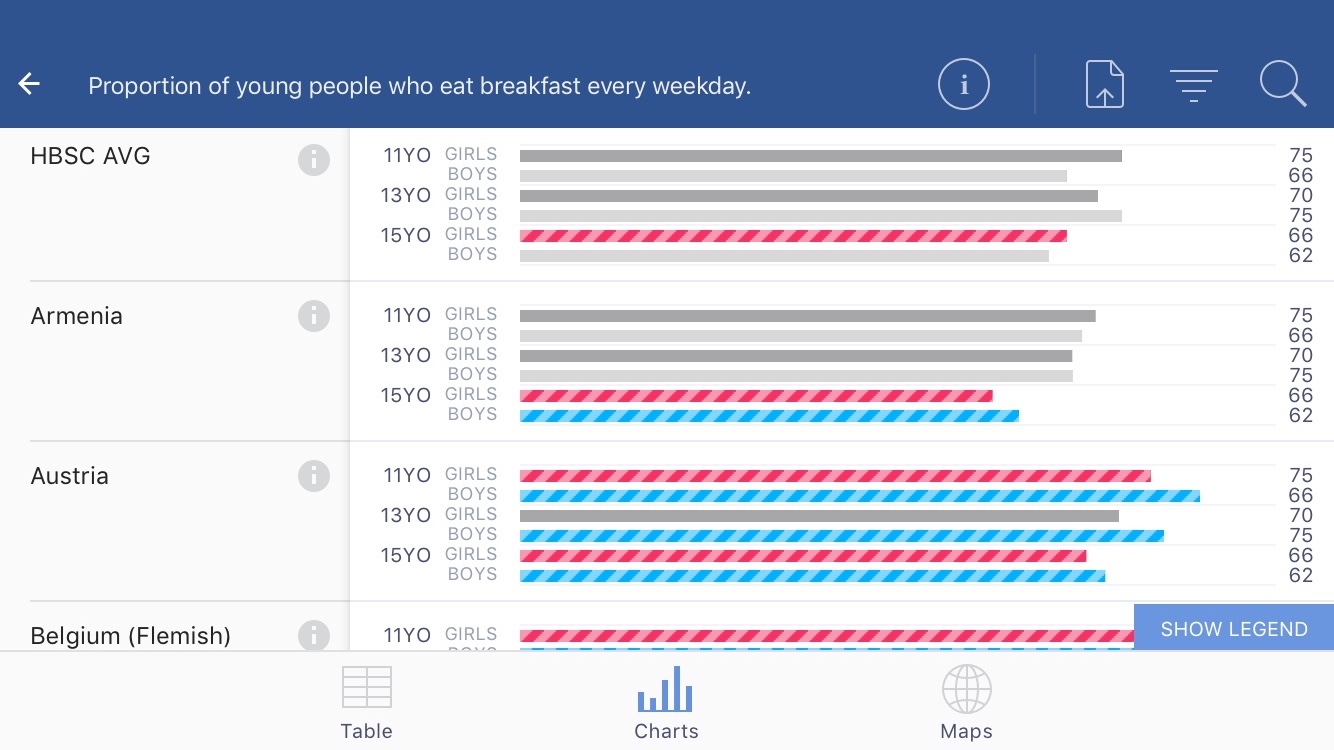 Proportion of young people who eat breakfast every weekday.
HBSC AVG
11YO GIRLS 75
BOYS 66
13YO GIRLS 70
BOYS 75
15YO GIRLS 66
BOYS 62
Armenia
11YO GIRLS 75
BOYS 66
13YO GIRLS 70
BOYS 75
15YO GIRLS 66
BOYS 62
Austria
11YO GIRLS 75
BOYS 66
13YO GIRLS 70
BOYS 75
15YO GIRLS 66
BOYS 62
Belgium (Flemish)
11YO GIRLS
BOYS
SHOW LEGEND
Table
Charts
Maps